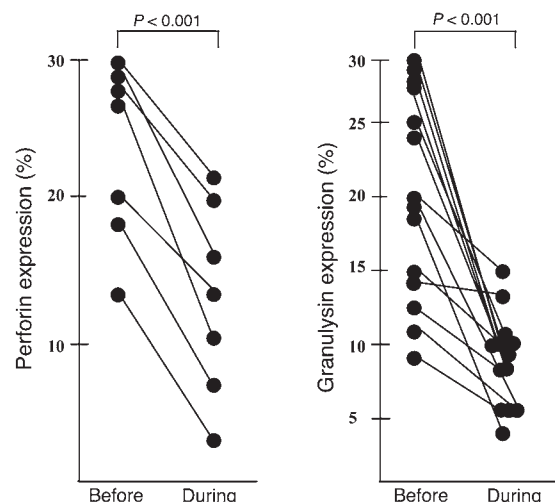 P < 0.001
Perforin expression (%)
30
20
10
Before During
P < 0.001
Granulysin expression (%)
30
25
20
15
10
5
Before During